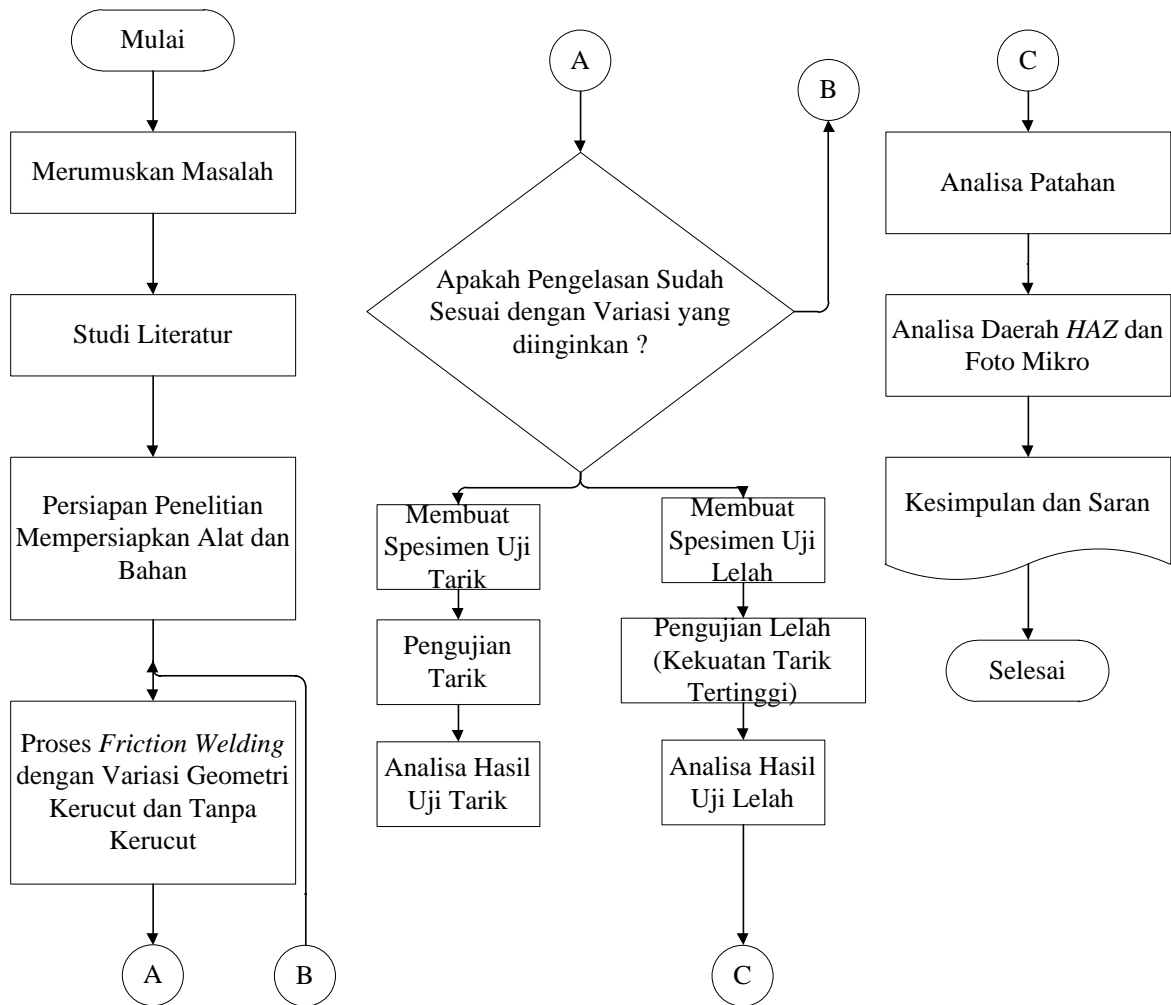 Mulai
Merumuskan Masalah
Studi Literatur
Persiapan Penelitian
Mempersiapkan Alat dan
Bahan
Proses Friction Welding
dengan Variasi Geometri
Kerucut dan Tanpa
Kerucut
A
B
A
B
Apakah Pengelasan Sudah
Sesuai dengan Variasi yang
diinginkan ?
Membuat
Spesimen Uji
Tarik
Pengujian
Tarik
Analisa Hasil
Uji Tarik
Membuat
Spesimen Uji
Lelah
Pengujian Lelah
(Kekuatan Tarik
Tertinggi)
Analisa Hasil
Uji Lelah
C
C
Analisa Patahan
Analisa Daerah HAZ dan
Foto Mikro
Kesimpulan dan Saran
Selesai